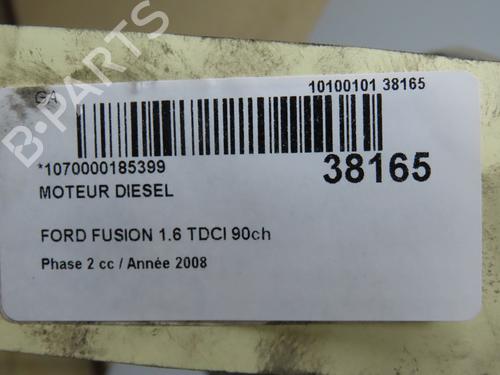 B-PARTS
GA
10100101 38165
*1070000185399
38165
MOTEUR DIESEL
FORD FUSION 1.6 TDCI 90ch
Phase 2 cc / Année 2008